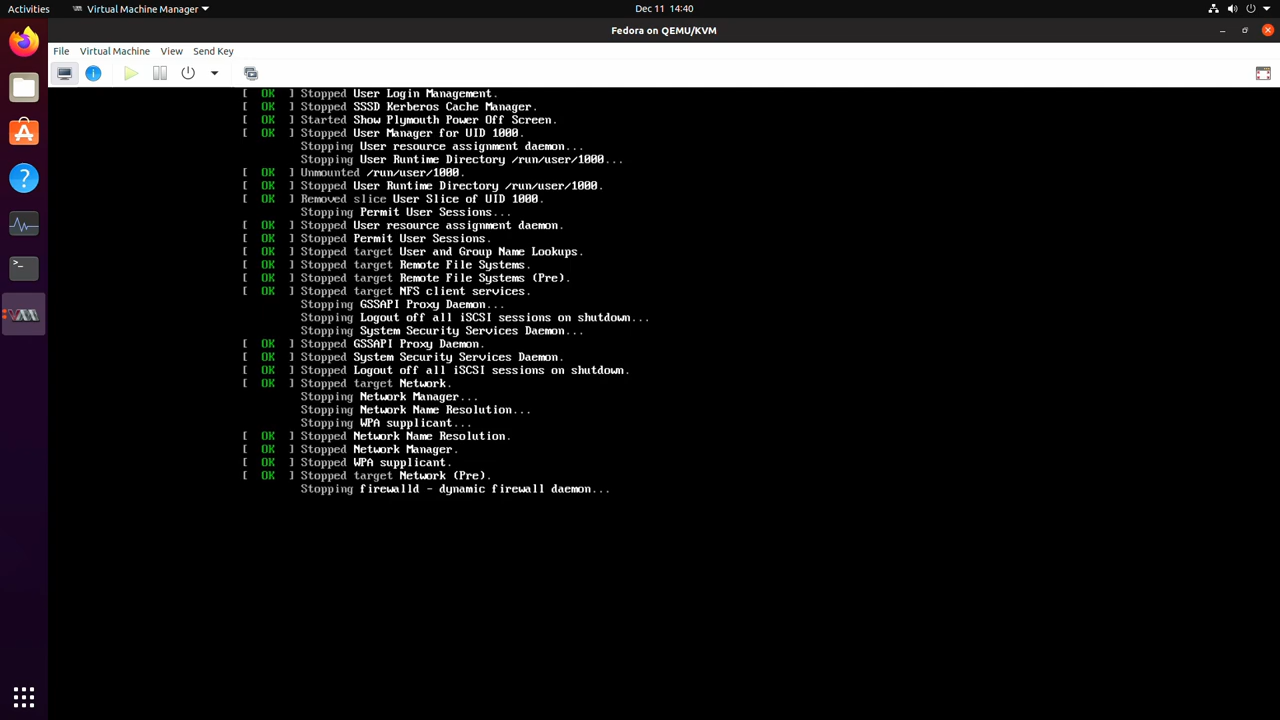 Activities
Virtual Machine Manager
Dec 11 14:40
Fedora on QEMU/KVM
File Virtual Machine View Send Key
[ OK ] Stopped User Login Management.
[ OK ] Stopped SSSD Kerberos Cache Manager.
[ OK ] Started Show Plymouth Power Off Screen.
[ OK ] Stopped User Manager for UID 1000.
Stopping User resource assignment daemon...
Stopping User Runtime Directory /run/user/1000...
[ OK ] Unmounted /run/user/1000.
[ OK ] Stopped User Runtime Directory /run/user/1000.
[ OK ] Removed slice User Slice of UID 1000.
Stopping Permit User Sessions...
[ OK ] Stopped User resource assignment daemon.
[ OK ] Stopped Permit User Sessions.
[ OK ] Stopped target User and Group Name Lookups.
[ OK ] Stopped target Remote File Systems.
[ OK ] Stopped target Remote File Systems (Pre).
[ OK ] Stopped target NFS client services.
Stopping GSSAPI Proxy Daemon...
Stopping Logout off all iSCSI sessions on shutdown...
Stopping System Security Services Daemon...
[ OK ] Stopped GSSAPI Proxy Daemon.
[ OK ] Stopped System Security Services Daemon.
[ OK ] Stopped Logout off all iSCSI sessions on shutdown.
[ OK ] Stopped target Network.
Stopping Network Manager...
Stopping Network Name Resolution...
Stopping WPA supplicant...
[ OK ] Stopped Network Name Resolution.
[ OK ] Stopped Network Manager.
[ OK ] Stopped WPA supplicant.
[ OK ] Stopped target Network (Pre).
Stopping firewalld - dynamic firewall daemon...